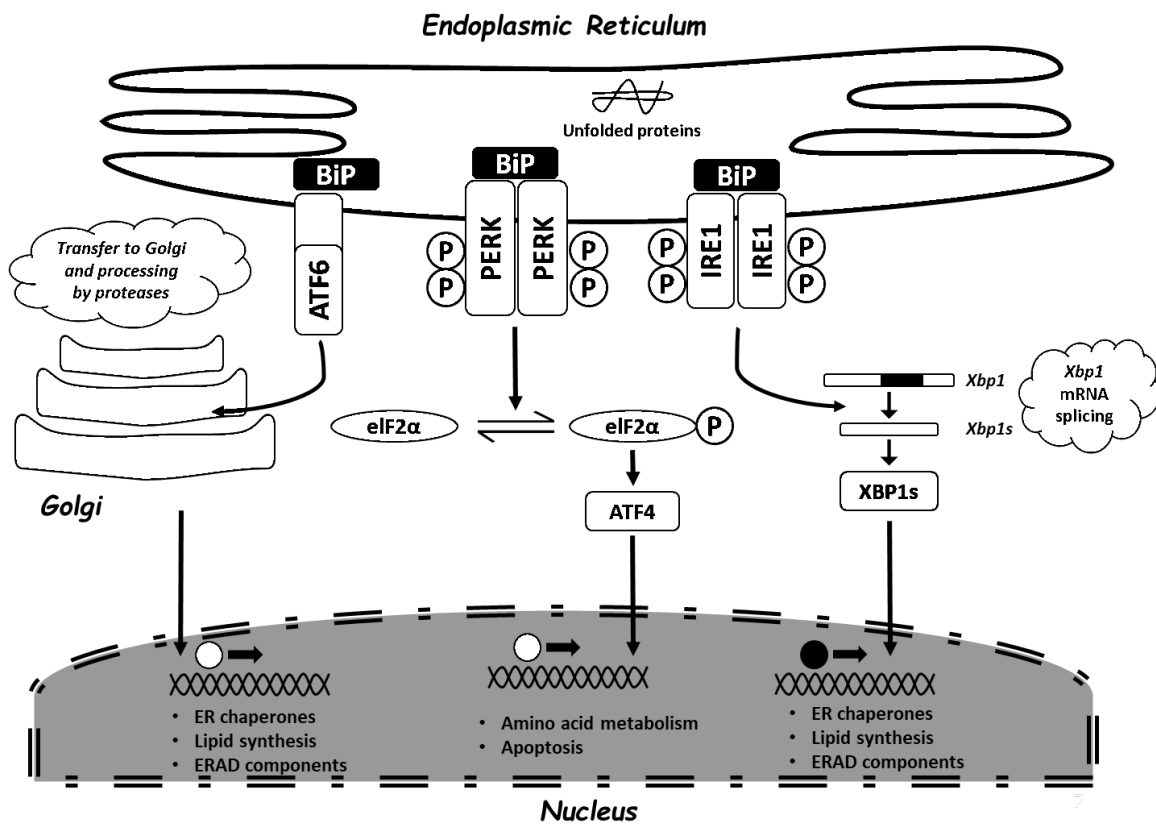 Endoplasmic Reticulum
Unfolded proteins
BiP
BiP
BiP
ATF6
PERK
PERK
IRE1
IRE1
P
P
P
P
P
P
P
P
Transfer to Golgi
and processing
by proteases
Golgi
eIF2α
eIF2α
P
ATF4
Xbp1
Xbp1s
XBP1s
Xbp1
mRNA
splicing
• ER chaperones
• Lipid synthesis
• ERAD components
• Amino acid metabolism
• Apoptosis
• ER chaperones
• Lipid synthesis
• ERAD components
Nucleus